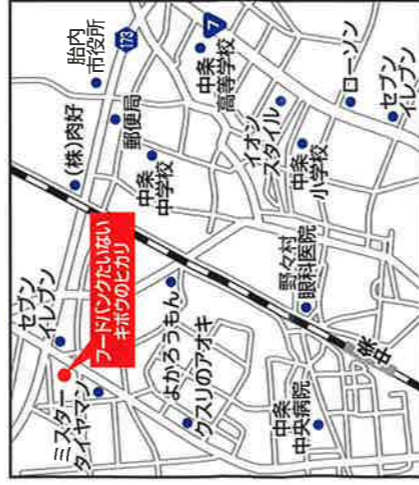 セブン
イレブン
ミスター
タイヤマン
フードバンクたいない
キボウのヒカリ
(株)肉好
胎内
市役所
173
郵便局
中条
中学校
7
中条
高等学校
イオン
スタイル
ローソン
中条
小学校
セブン
イレブン
よかろうもん
クスリのアオキ
野々村
眼科医院
中条
中央病院
中条駅